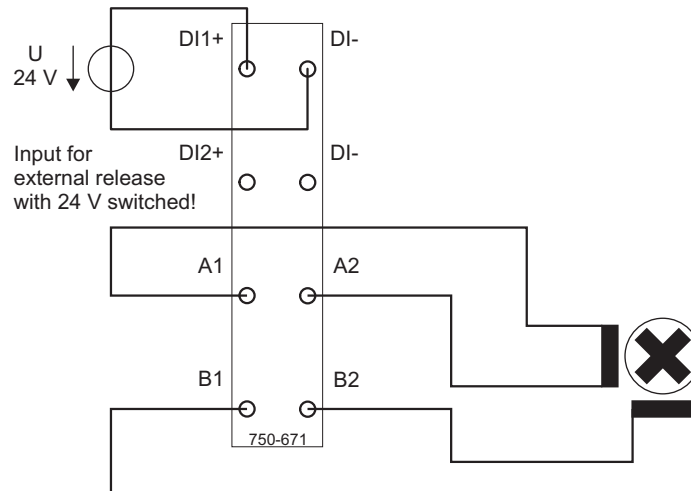 DI1+ DI-
U
24 V
Input for
external release
with 24 V switched!
DI2+ DI-
A1 A2
B1 B2
750-671